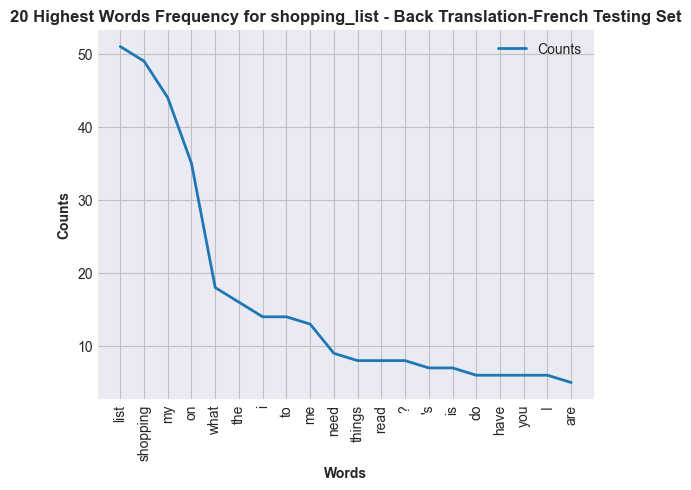 20 Highest Words Frequency for shopping_list - Back Translation-French Testing Set
Counts
50
40
30
20
10
Counts
list
shopping
my
on
what
the
i
to
me
need
things
read
?
's
is
do
have
you
I
are
Words